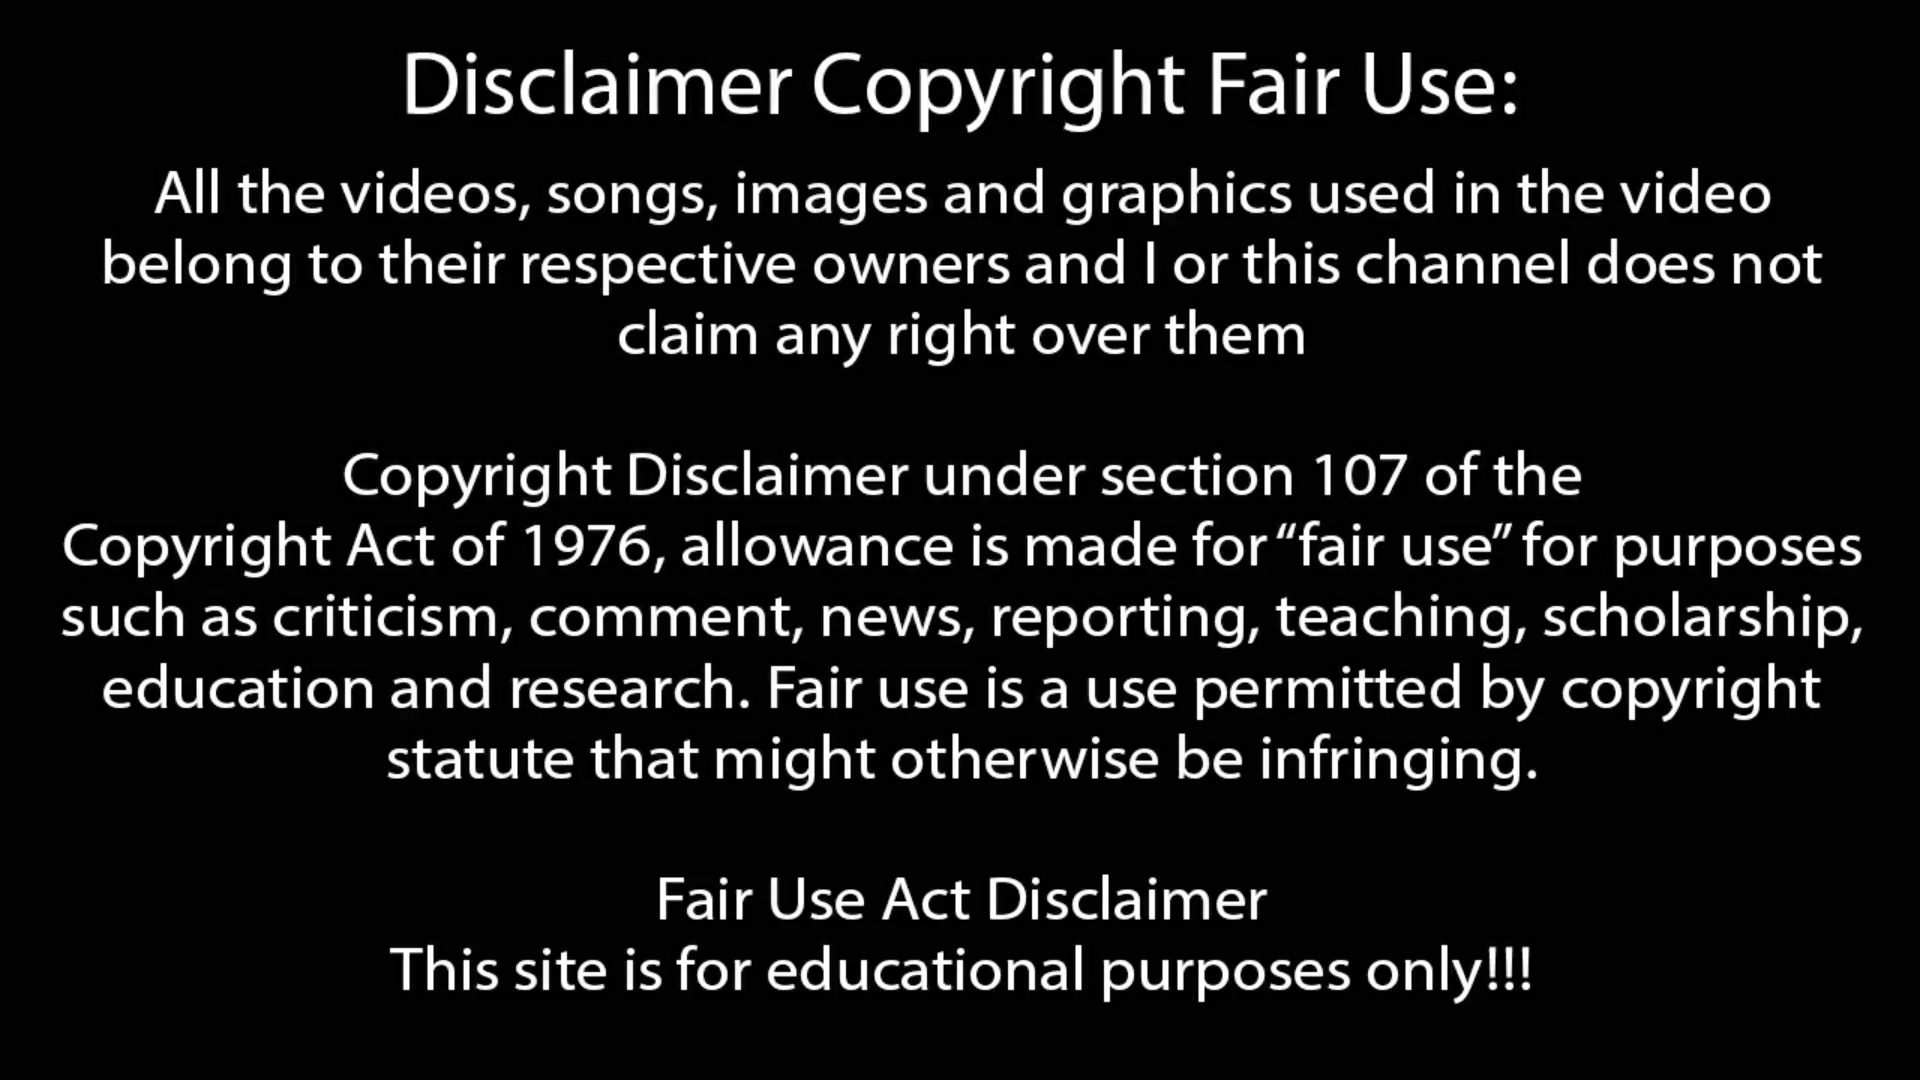 Disclaimer Copyright Fair Use:
All the videos, songs, images and graphics used in the video
belong to their respective owners and I or this channel does not
claim any right over them
Copyright Disclaimer under section 107 of the
Copyright Act of 1976, allowance is made for “fair use” for purposes
such as criticism, comment, news, reporting, teaching, scholarship,
education and research. Fair use is a use permitted by copyright
statute that might otherwise be infringing.
Fair Use Act Disclaimer
This site is for educational purposes only!!!